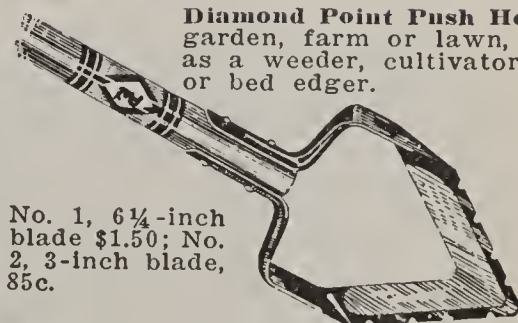 Diamond Point Push
garden, farm or lawn,
as a weeder, cultivator
or bed edger.
No. 1, 6¼-inch
blade $1.50; No.
2, 3-inch blade,
85c.